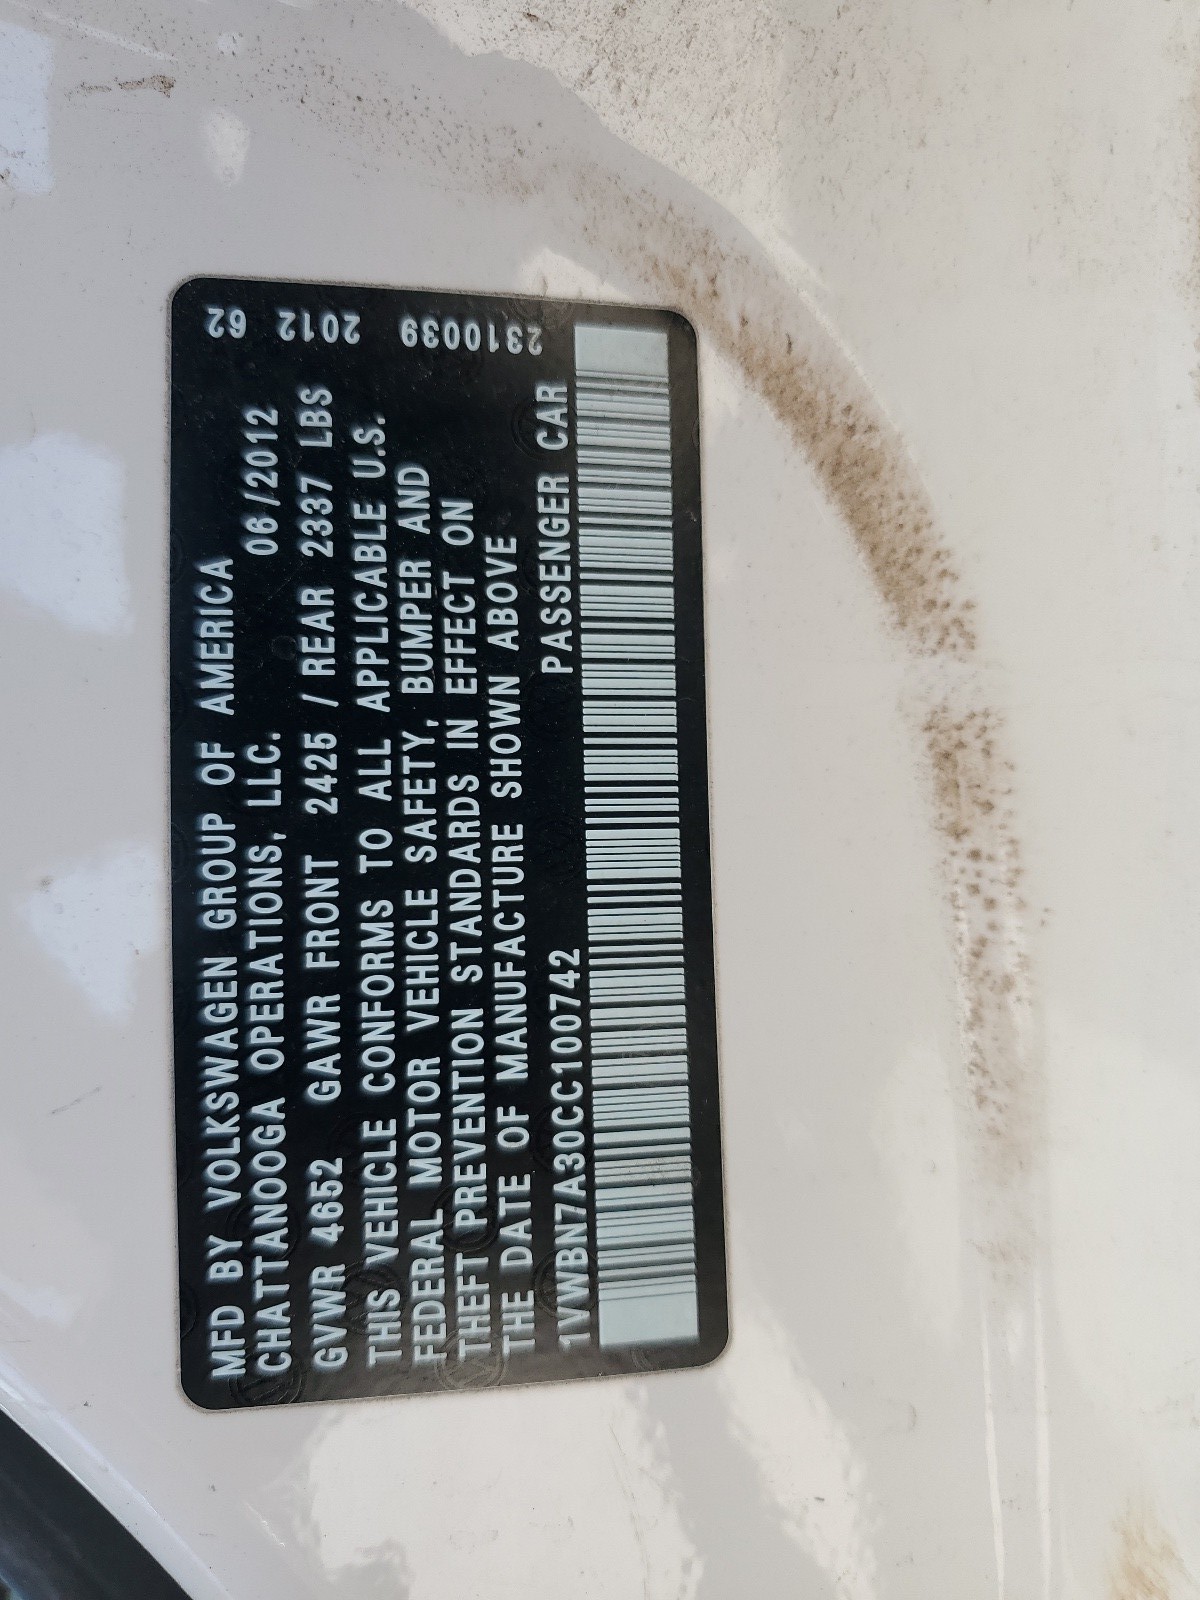 MFD BY VOLKSWAGEN GROUP OF AMERICA
CHATTANOOGA OPERATIONS, LLC. 06/2012
GVWR 4652 GAWR FRONT 2425 / REAR 2337 LBS
THIS VEHICLE CONFORMS TO ALL APPLICABLE U.S.
FEDERAL MOTOR VEHICLE SAFETY, BUMPER AND
THEFT PREVENTION STANDARDS IN EFFECT ON
THE DATE OF MANUFACTURE SHOWN ABOVE
1VWBN7A30CC100742 PASSENGER CAR
2310039 2012 62